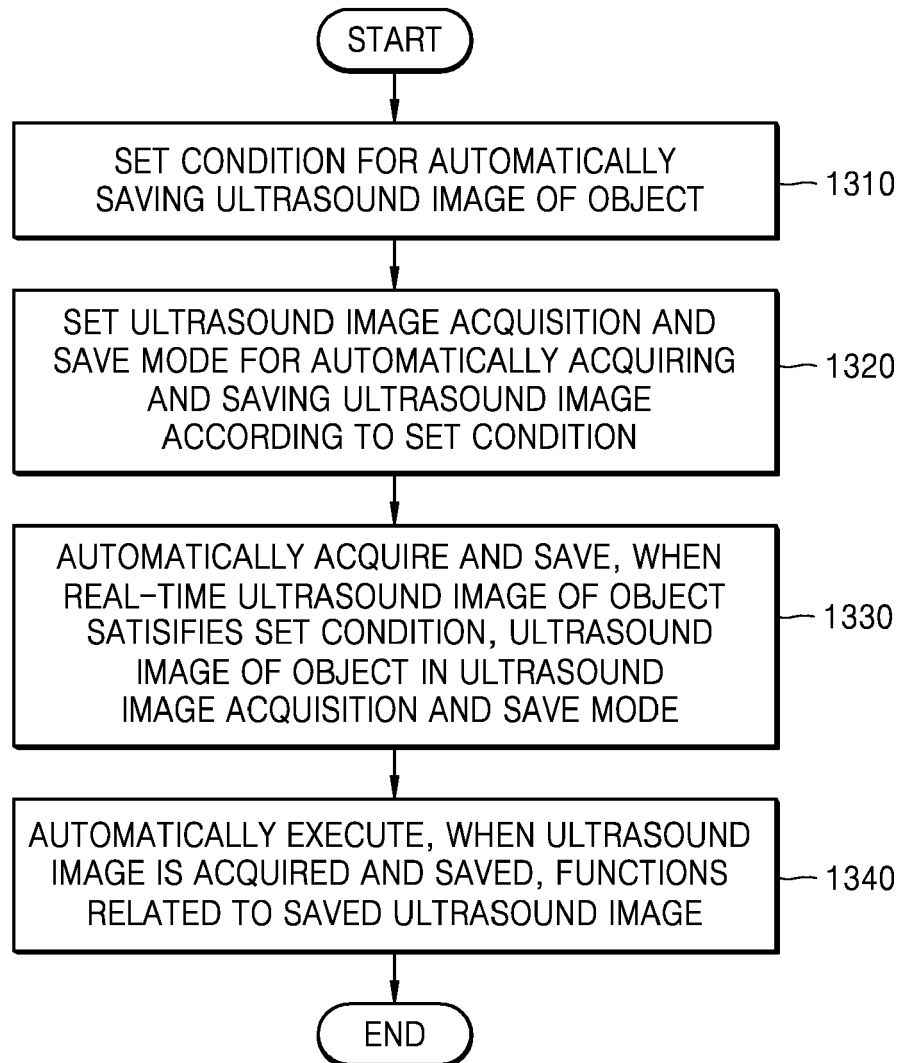 START
SET CONDITION FOR AUTOMATICALLY
SAVING ULTRASOUND IMAGE OF OBJECT
1310
SET ULTRASOUND IMAGE ACQUISITION AND
SAVE MODE FOR AUTOMATICALLY ACQUIRING
AND SAVING ULTRASOUND IMAGE
ACCORDING TO SET CONDITION
1320
AUTOMATICALLY ACQUIRE AND SAVE, WHEN
REAL-TIME ULTRASOUND IMAGE OF OBJECT
SATISIFIES SET CONDITION, ULTRASOUND
IMAGE OF OBJECT IN ULTRASOUND
IMAGE ACQUISITION AND SAVE MODE
1330
AUTOMATICALLY EXECUTE, WHEN ULTRASOUND
IMAGE IS ACQUIRED AND SAVED, FUNCTIONS
RELATED TO SAVED ULTRASOUND IMAGE
1340
END